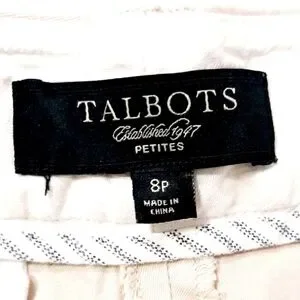 TALBOTS
Established 1947
PETITES
8P
MADE IN
CHINA